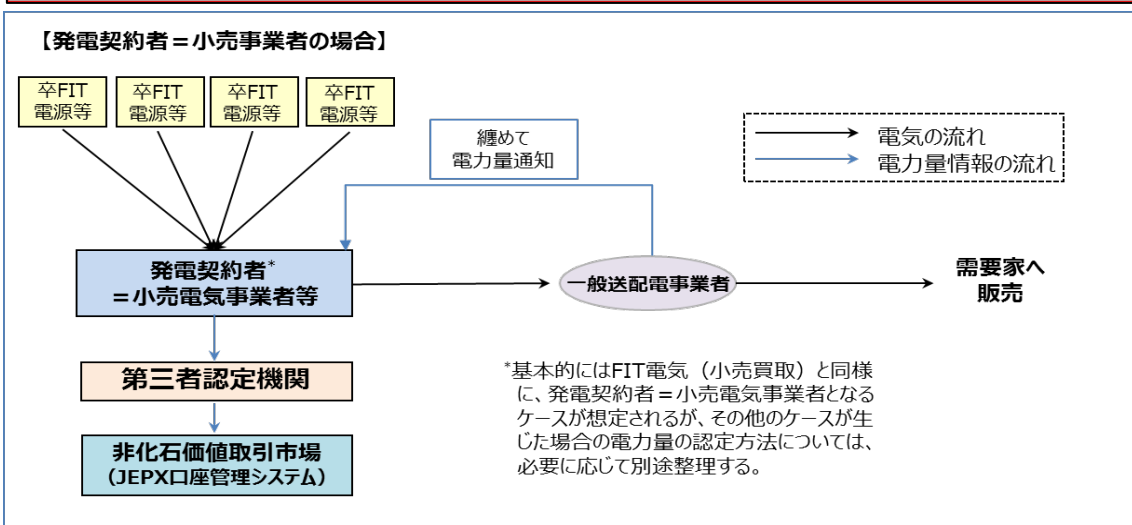 【発電契約者＝小売事業者の場合】
卒FIT
電源等
卒FIT
電源等
卒FIT
電源等
卒FIT
電源等
纏めて
電力量通知
電気の流れ
電力量情報の流れ
発電契約者*
＝小売電気事業者等
一般送配電事業者
需要家へ
販売
第三者認定機関
非化石価値取引市場
（JEPX口座管理システム）
*基本的にはFIT電気（小売買取）と同様
に、発電契約者＝小売電気事業者となる
ケースが想定されるが、その他のケースが生
じた場合の電力量の認定方法については、
必要に応じて別途整理する。